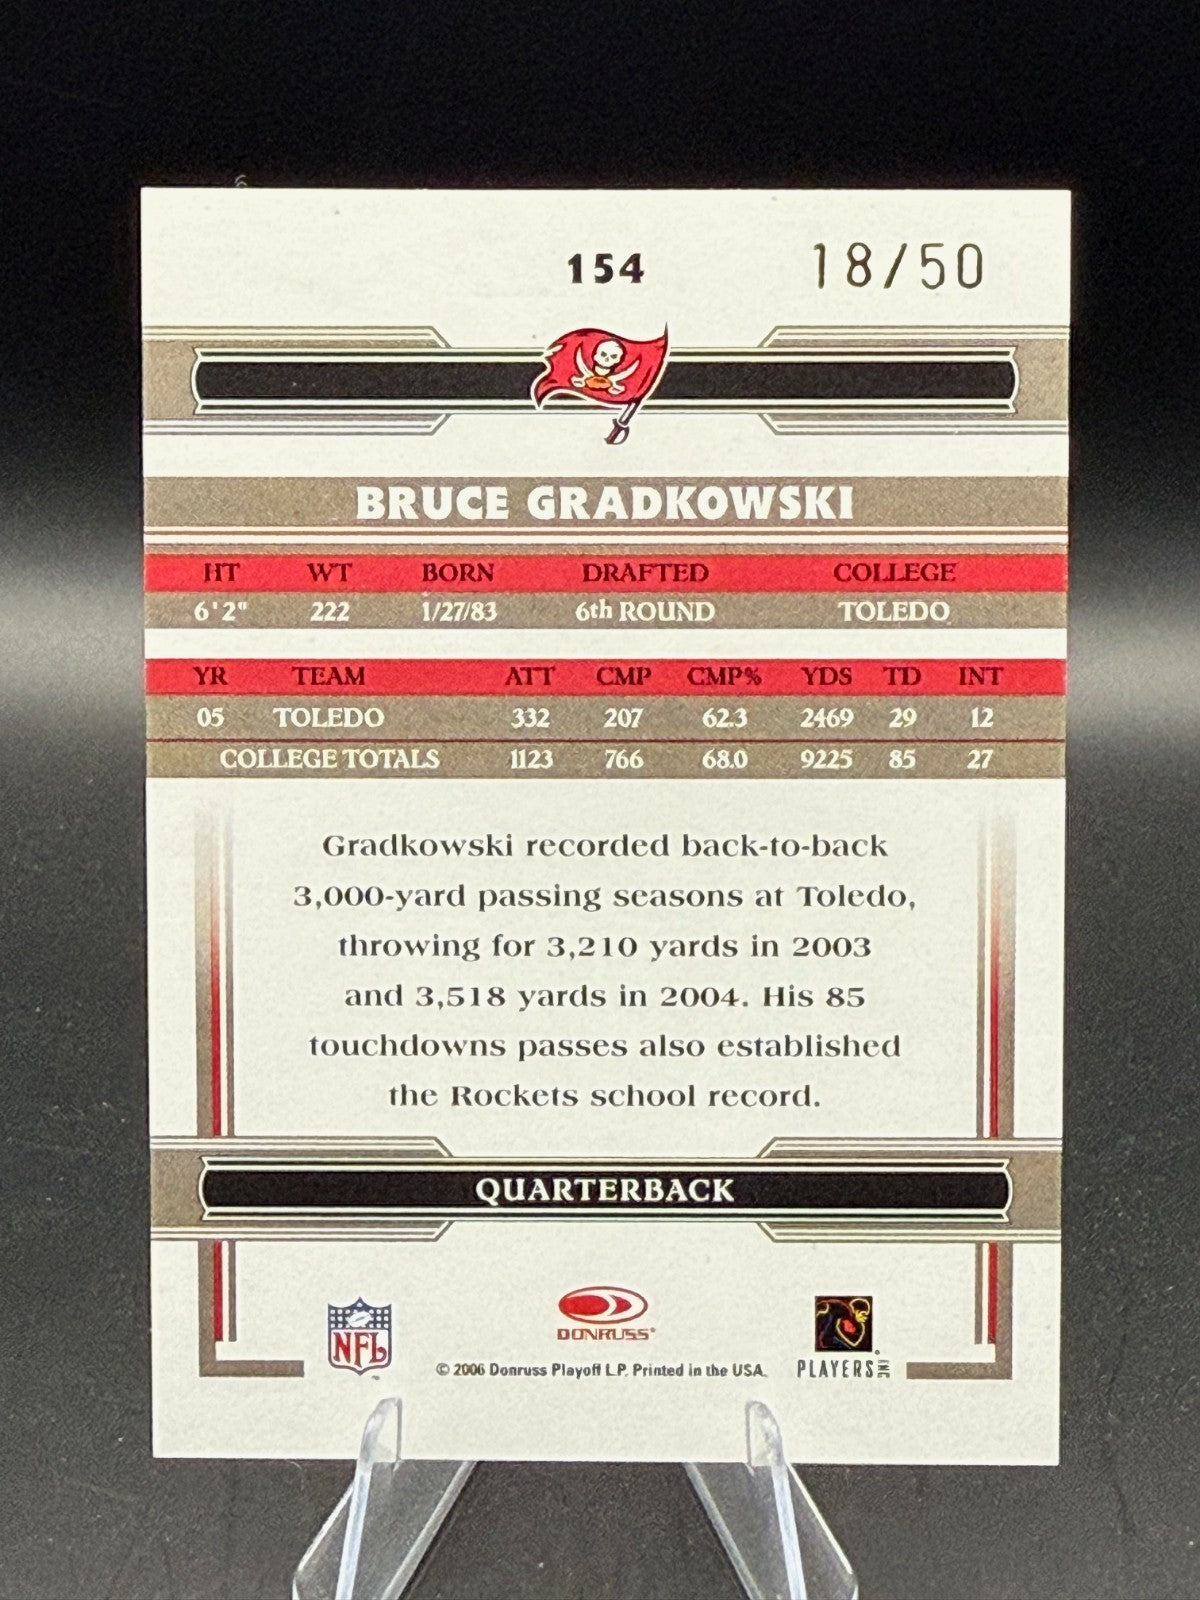 154 18/50
BRUCE GRADKOWSKI
HT WT BORN DRAFTED COLLEGE
6'2" 222 1/27/83 6th ROUND TOLEDO
YR TEAM ATT CMP CMP% YDS TD INT
05 TOLEDO 332 207 62.3 2469 29 12
COLLEGE TOTALS 1123 766 68.0 9225 85 27
Gradkowski recorded back-to-back
3,000-yard passing seasons at Toledo,
throwing for 3,210 yards in 2003
and 3,518 yards in 2004. His 85
touchdowns passes also established
the Rockets school record.
QUARTERBACK
NFL
DONRUSS®
PLAYERS INC
© 2006 Donruss Playoff L.P. Printed in the USA.